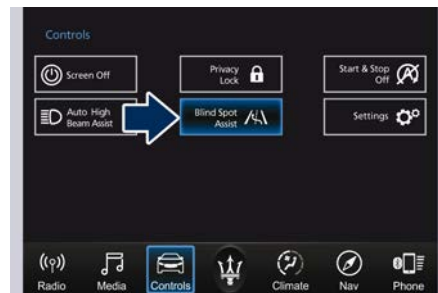 Controls
Screen Off
Privacy
Lock
Start & Stop
Off
Auto High
Beam Assist
Blind Spot
Assist
Settings
Radio
Media
Controls
Climate
Nav
Phone